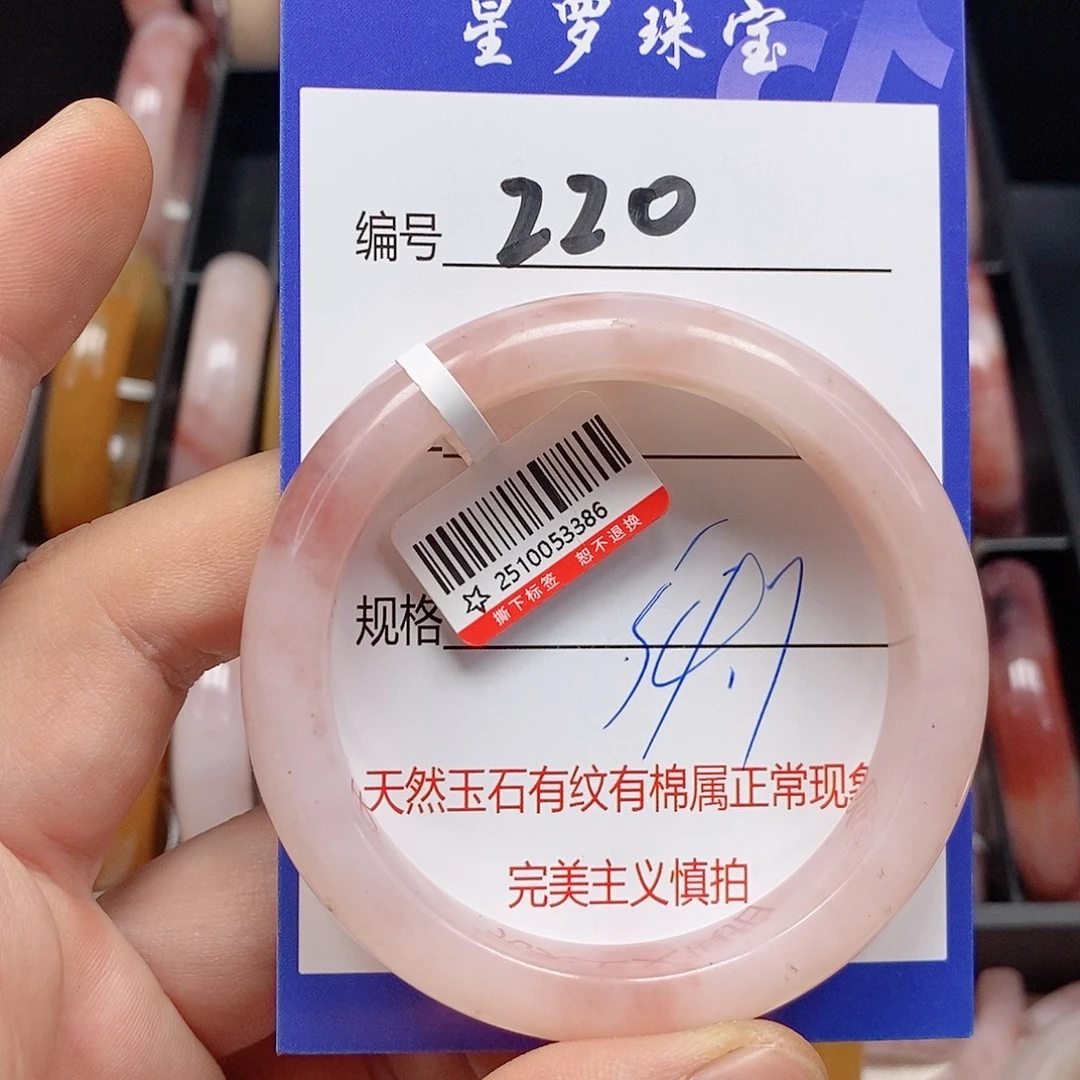 星罗珠宝
编号 220
2510053386
撕下标签 恕不退换
规格
天然玉石有纹有棉属正常现象
完美主义慎拍